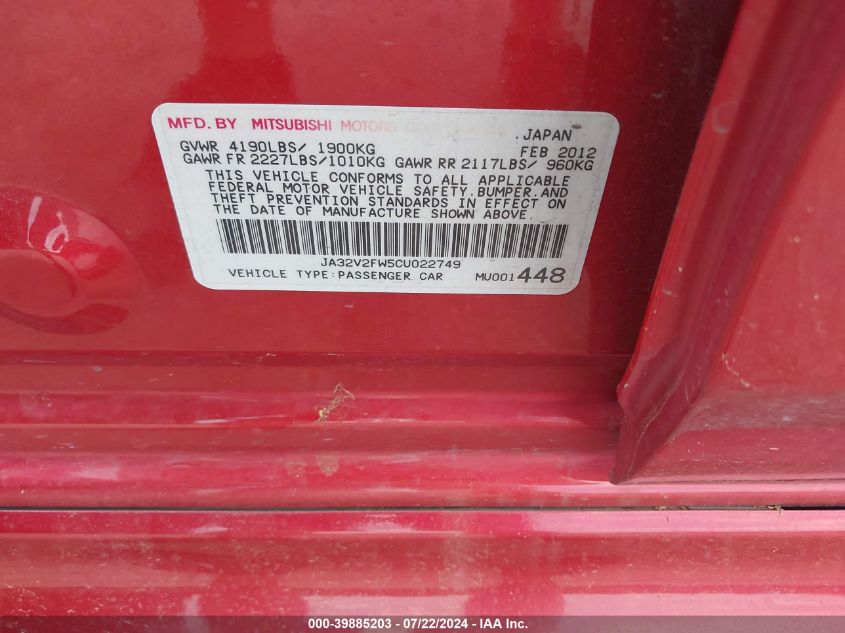 MFD. BY MITSUBISHI MOTORS CORPORATION, JAPAN
GVWR 4190LBS/ 1900KG FEB 2012
GAWR FR 2227LBS/1010KG GAWR RR 2117LBS/ 960KG
THIS VEHICLE CONFORMS TO ALL APPLICABLE
FEDERAL MOTOR VEHICLE SAFETY, BUMPER, AND
THEFT PREVENTION STANDARDS IN EFFECT ON
THE DATE OF MANUFACTURE SHOWN ABOVE.
JA32V2FW5CU022749
VEHICLE TYPE:PASSENGER CAR MU001448
000-39885203 - 07/22/2024 - IAA Inc.